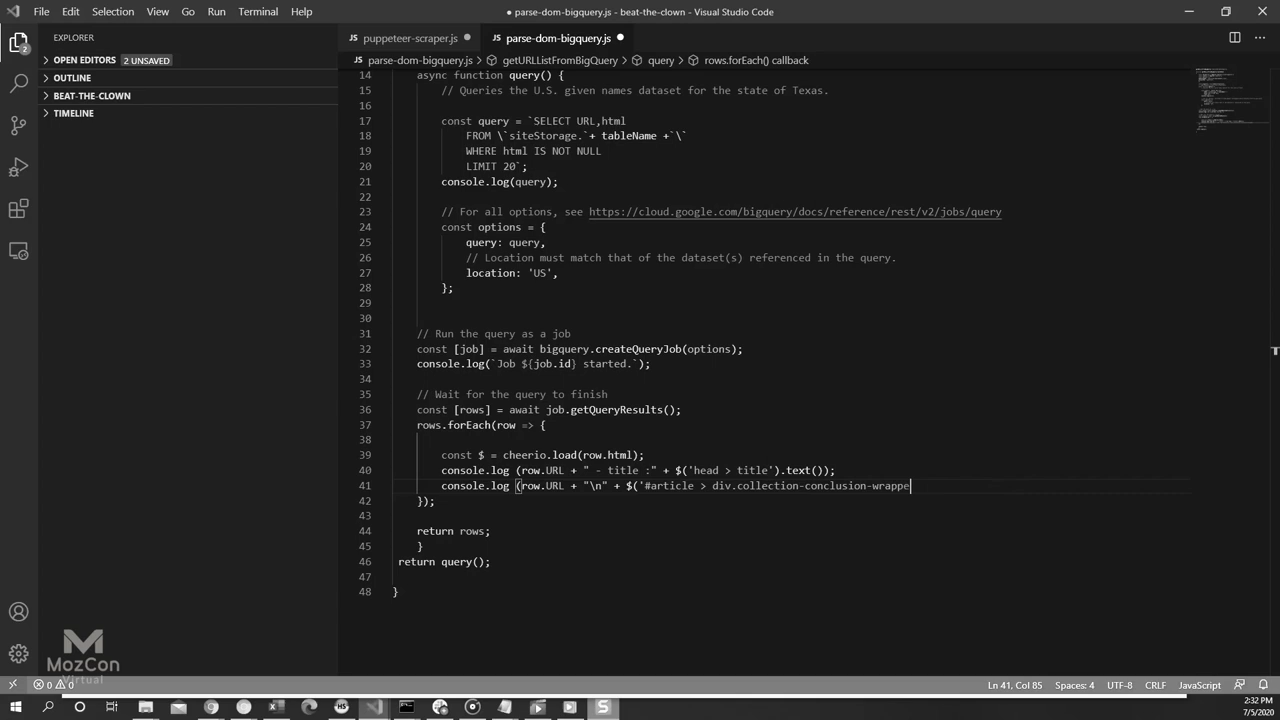 File Edit Selection View Go Run Terminal Help
● parse-dom-bigquery.js - beat-the-clown - Visual Studio Code
EXPLORER
OPEN EDITORS 2 UNSAVED
OUTLINE
BEAT-THE-CLOWN
TIMELINE
2
JS puppeteer-scraper.js ●
JS parse-dom-bigquery.js ●
JS parse-dom-bigquery.js > getURLListFromBigQuery > query > rows.forEach() callback
14 async function query() {
15 // Queries the U.S. given names dataset for the state of Texas.
16
17 const query = `SELECT URL,html
18 FROM \`siteStorage.`+ tableName +`\`
19 WHERE html IS NOT NULL
20 LIMIT 20`;
21 console.log(query);
22
23 // For all options, see https://cloud.google.com/bigquery/docs/reference/rest/v2/jobs/query
24 const options = {
25 query: query,
26 // Location must match that of the dataset(s) referenced in the query.
27 location: 'US',
28 };
29
30
31 // Run the query as a job
32 const [job] = await bigquery.createQueryJob(options);
33 console.log(`Job ${job.id} started.`);
34
35 // Wait for the query to finish
36 const [rows] = await job.getQueryResults();
37 rows.forEach(row => {
38
39 const $ = cheerio.load(row.html);
40 console.log (row.URL + " - title :" + $('head > title').text());
41 console.log (row.URL + "\n" + $('#article > div.collection-conclusion-wrappe
42 });
43
44 return rows;
45 }
46 return query();
47
48 }
MozCon
Virtual
0 0
Ln 41, Col 85 Spaces: 4 UTF-8 CRLF JavaScript
2:32 PM
7/5/2020